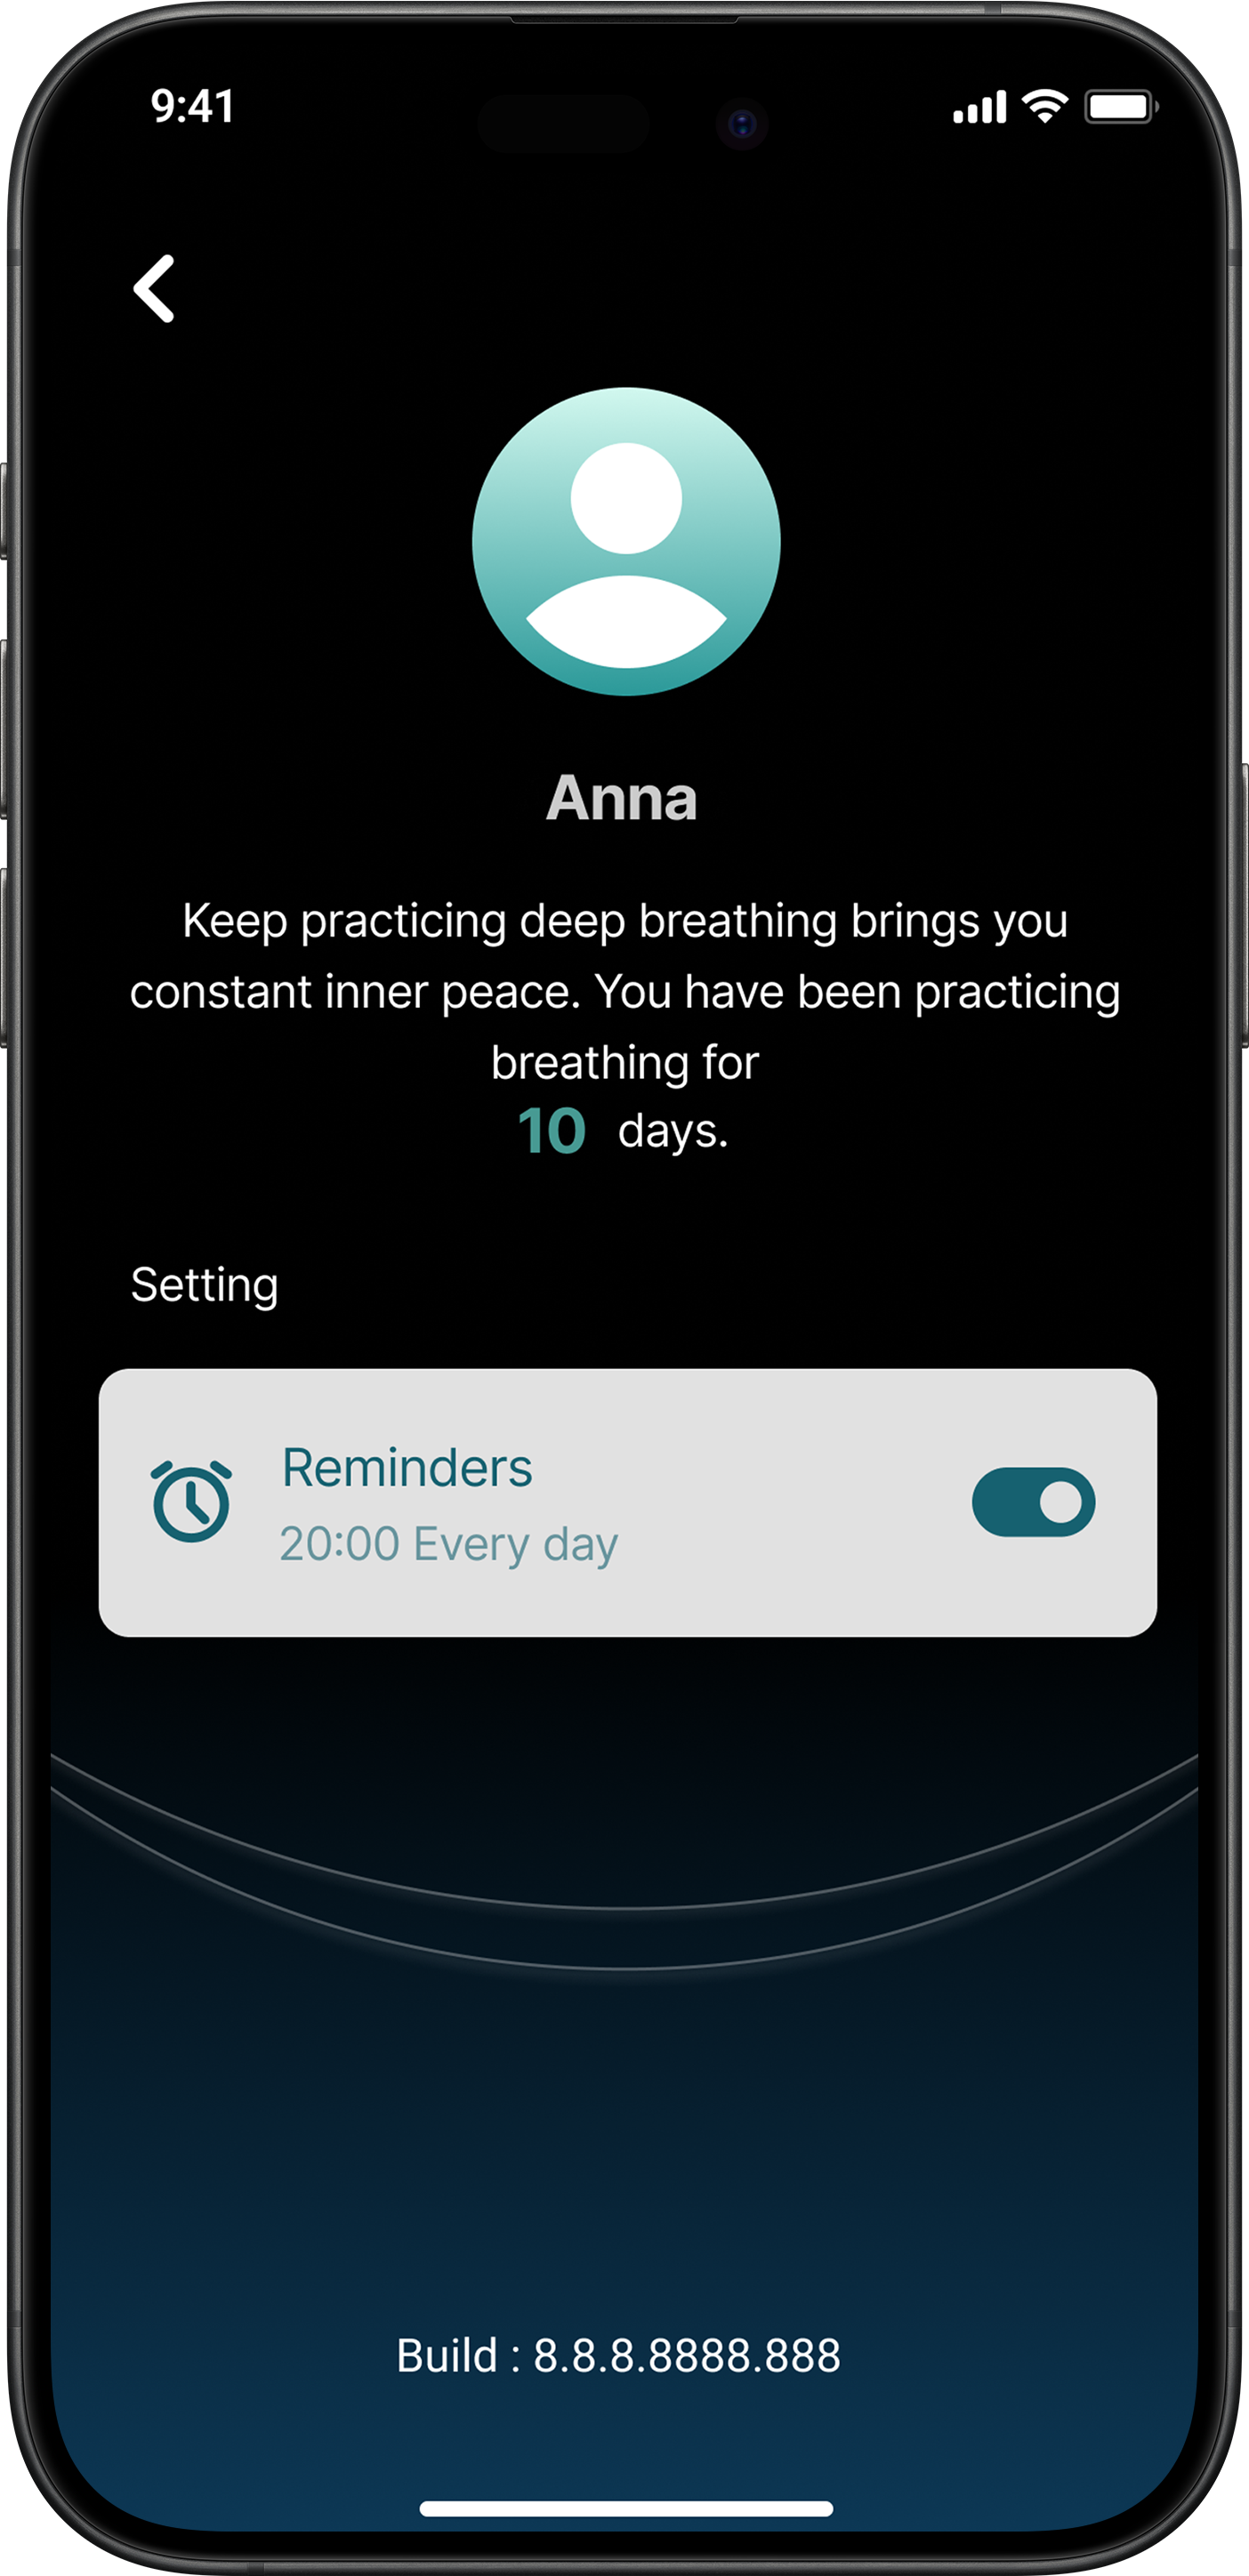 9:41
Anna
Keep practicing deep breathing brings you
constant inner peace. You have been practicing
breathing for
10 days.
Setting
Reminders
20:00 Every day
Build : 8.8.8.8888.888